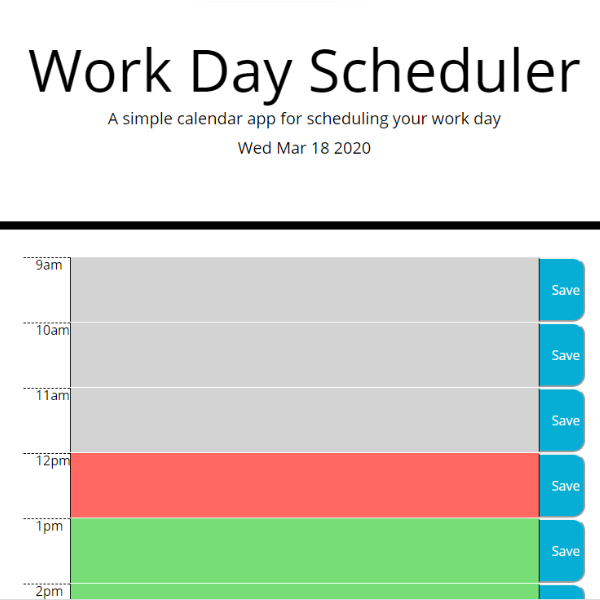 Work Day Scheduler
A simple calendar app for scheduling your work day
Wed Mar 18 2020
9am
Save
10am
Save
11am
Save
12pm
Save
1pm
Save
2pm